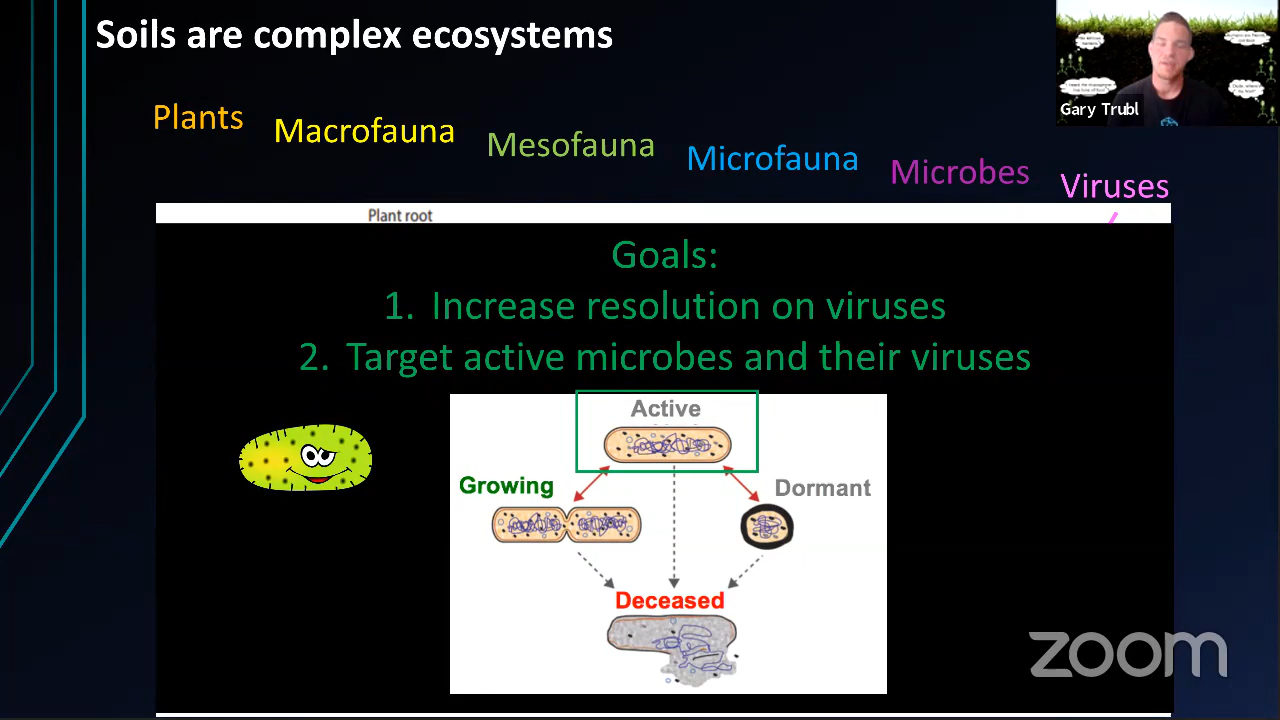 Soils are complex ecosystems
Gary Trubl
Plants
Macrofauna
Mesofauna
Microfauna
Microbes
Viruses
Plant root
Goals:
1. Increase resolution on viruses
2. Target active microbes and their viruses
Active
Growing
Dormant
Deceased
zoom